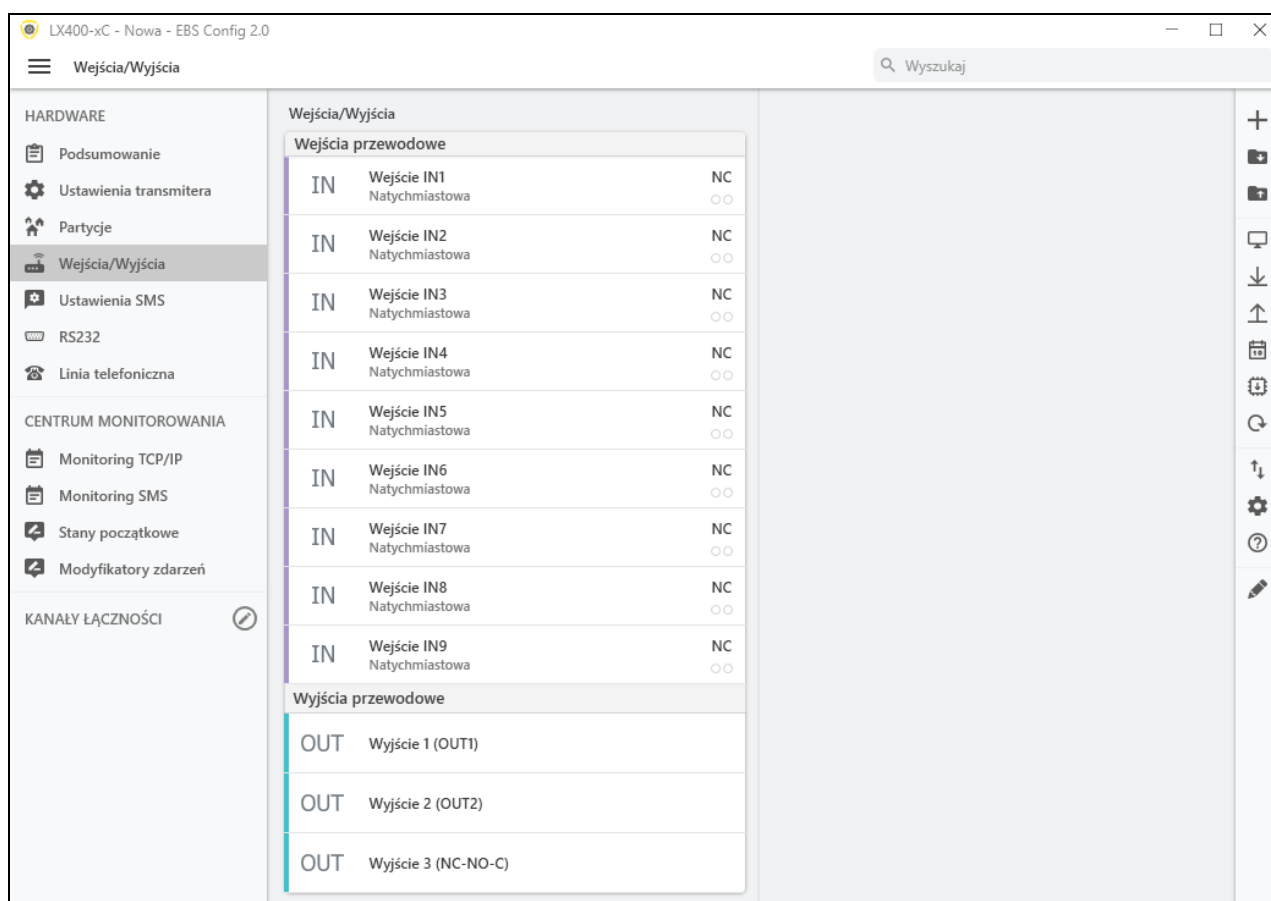 LX400-xC - Nowa - EBS Config 2.0
Wejścia/Wyjścia
Wyszukaj
HARDWARE
Podsumowanie
Ustawienia transmitera
Partycje
Wejścia/Wyjścia
Ustawienia SMS
RS232
Linia telefoniczna
CENTRUM MONITOROWANIA
Monitoring TCP/IP
Monitoring SMS
Stany początkowe
Modyfikatory zdarzeń
KANAŁY ŁĄCZNOŚCI
Wejścia/Wyjścia
Wejścia przewodowe
IN Wejście IN1 NC
Natychmiastowa
IN Wejście IN2 NC
Natychmiastowa
IN Wejście IN3 NC
Natychmiastowa
IN Wejście IN4 NC
Natychmiastowa
IN Wejście IN5 NC
Natychmiastowa
IN Wejście IN6 NC
Natychmiastowa
IN Wejście IN7 NC
Natychmiastowa
IN Wejście IN8 NC
Natychmiastowa
IN Wejście IN9 NC
Natychmiastowa
Wyjścia przewodowe
OUT Wyjście 1 (OUT1)
OUT Wyjście 2 (OUT2)
OUT Wyjście 3 (NC-NO-C)
10